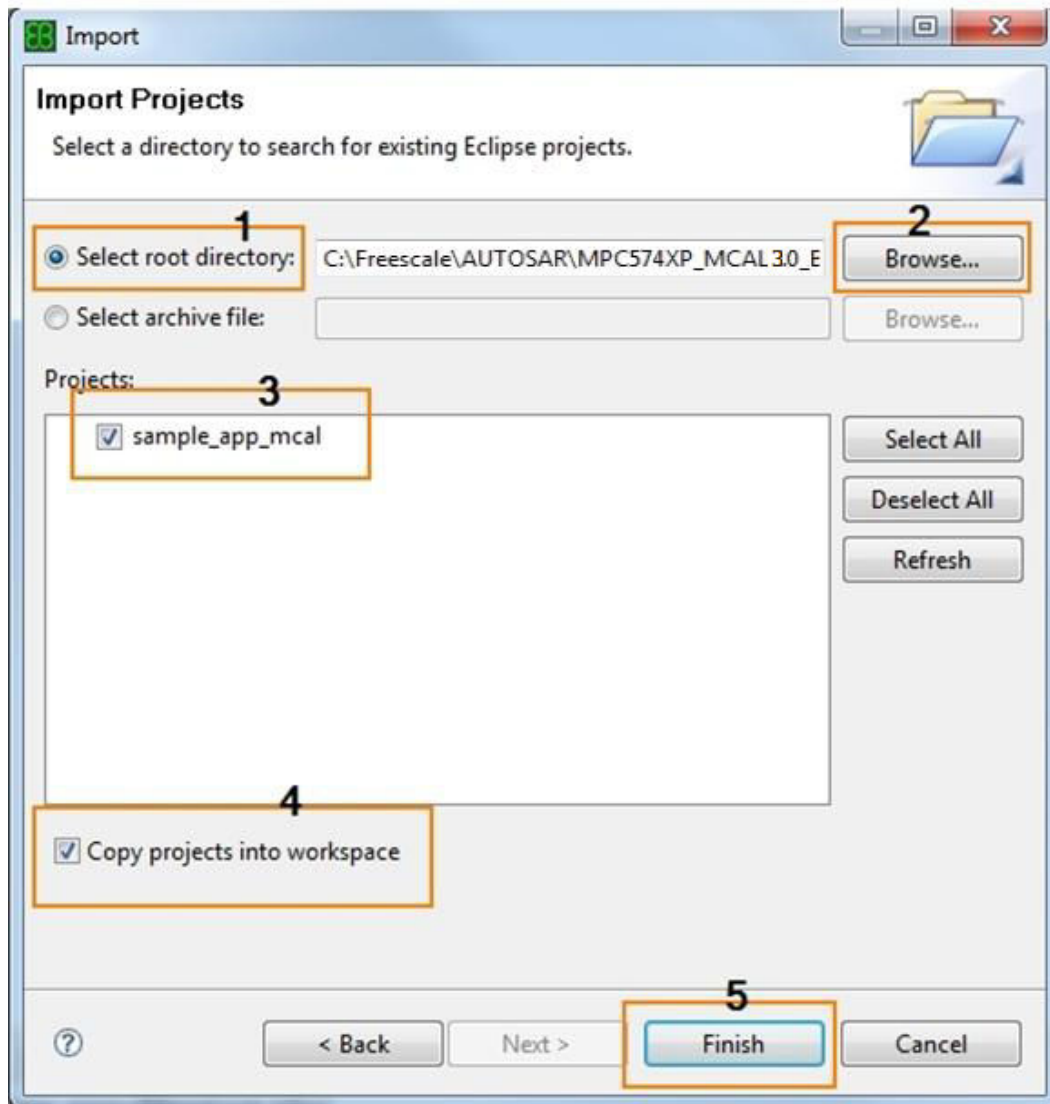 EB Import
Import Projects
Select a directory to search for existing Eclipse projects.
1
2
Select root directory: C:\Freescale\AUTOSAR\MPC574XP_MCAL3.0_E Browse...
Select archive file: Browse...
Projects:
3
sample_app_mcal
Select All
Deselect All
Refresh
4
Copy projects into workspace
5
? < Back Next > Finish Cancel